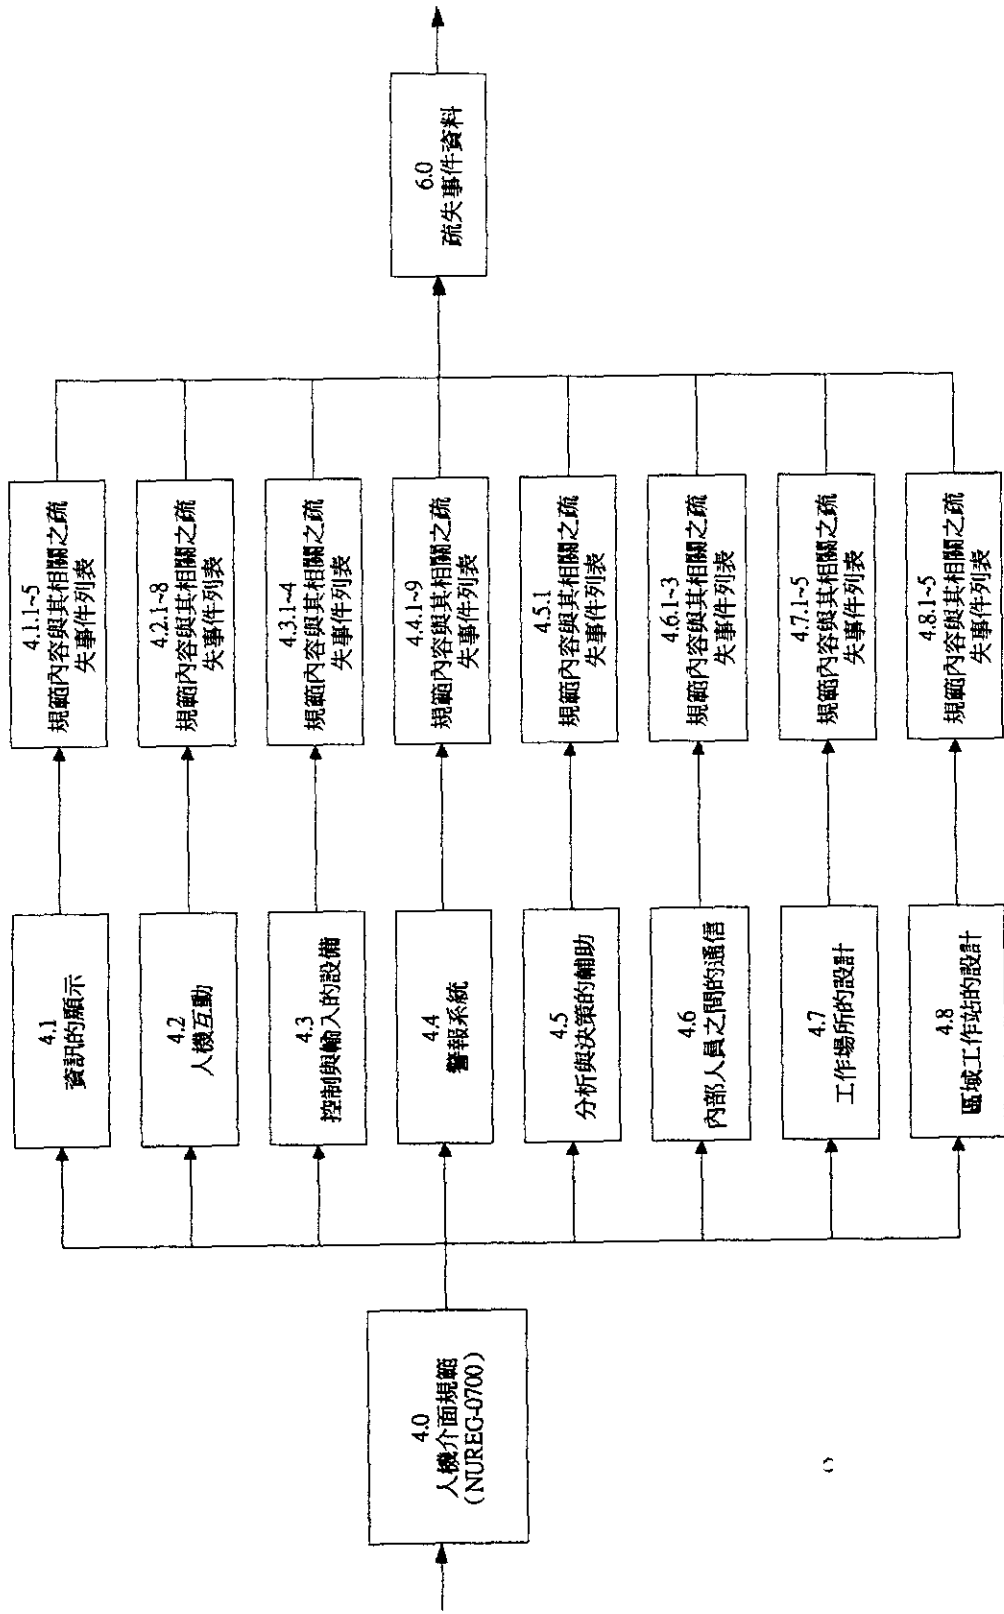 4.0
人機介面規範
（NUREG-0700）
4.1
資訊的顯示
4.2
人機互動
4.3
控制與輸入的設備
4.4
警報系統
4.5
分析與決策的輔助
4.6
內部人員之間的通信
4.7
工作場所的設計
4.8
區域工作站的設計
4.1.1~5
規範內容與其相關之疏
失事件列表
4.2.1~8
規範內容與其相關之疏
失事件列表
4.3.1~4
規範內容與其相關之疏
失事件列表
4.4.1~9
規範內容與其相關之疏
失事件列表
4.5.1
規範內容與其相關之疏
失事件列表
4.6.1~3
規範內容與其相關之疏
失事件列表
4.7.1~5
規範內容與其相關之疏
失事件列表
4.8.1~5
規範內容與其相關之疏
失事件列表
6.0
疏失事件資料